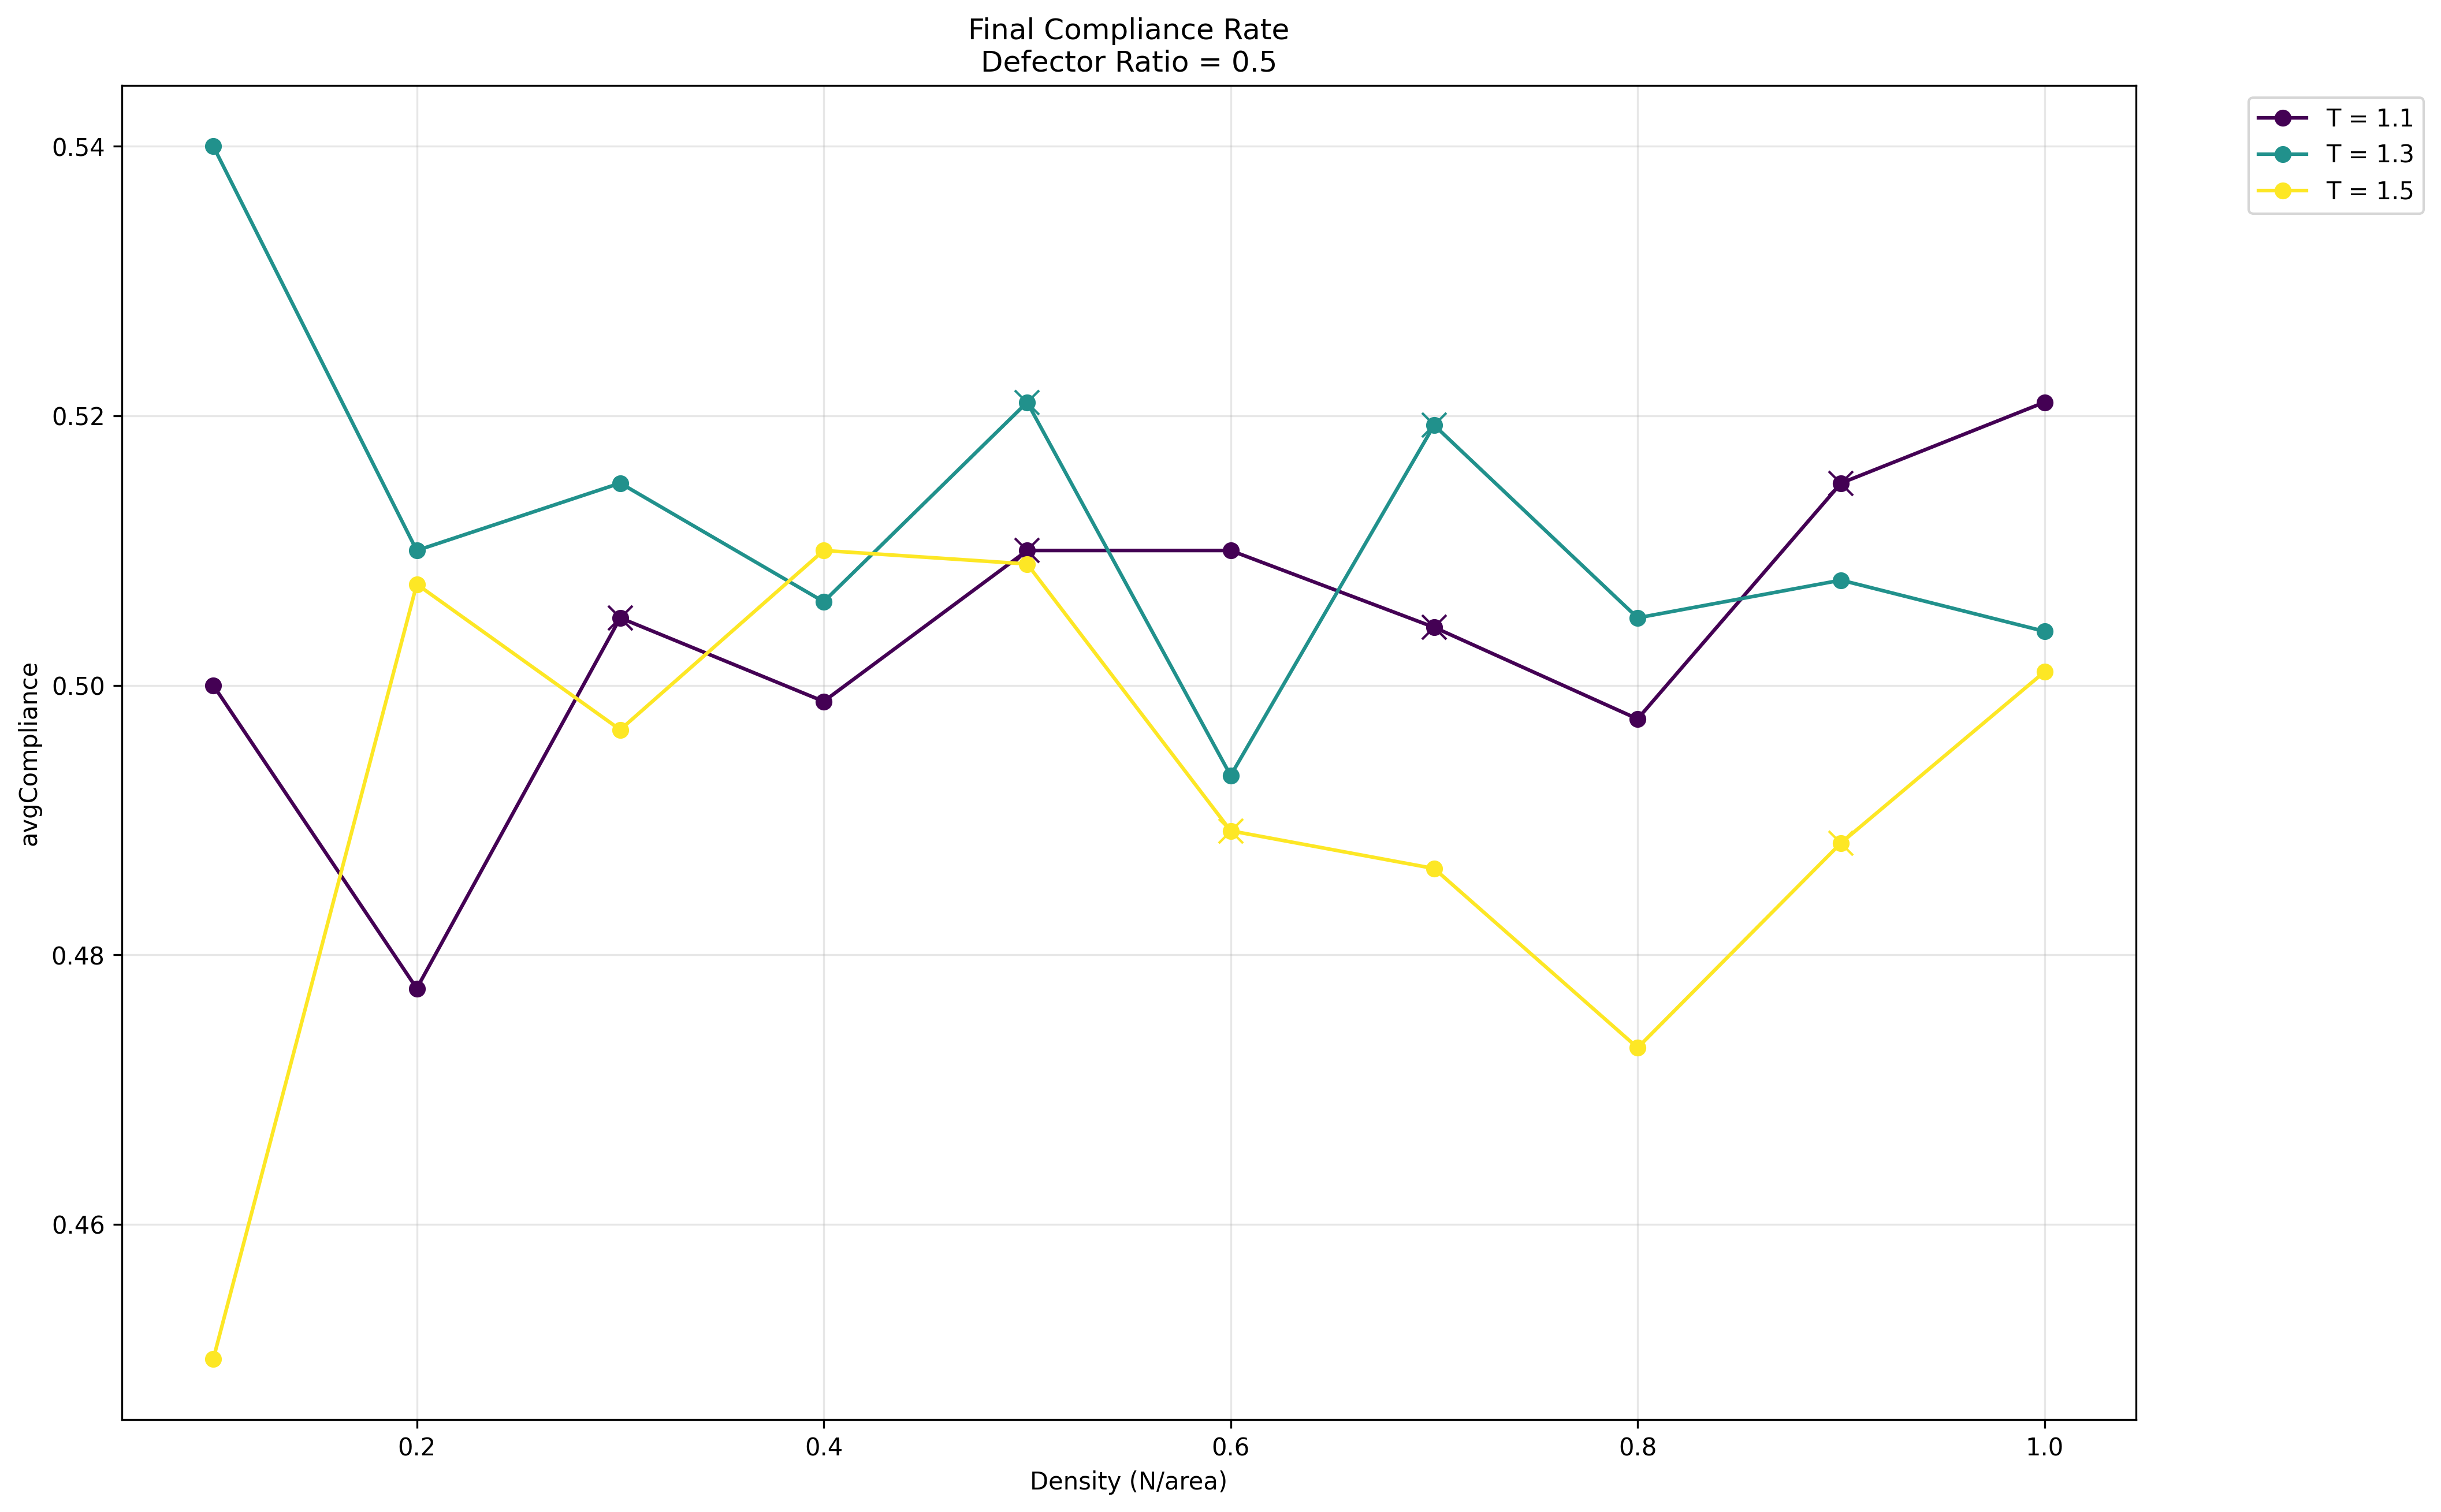 Final Compliance Rate
Defector Ratio = 0.5
T = 1.1
T = 1.3
T = 1.5
avgCompliance
0.54
0.52
0.50
0.48
0.46
0.2
0.4
0.6
0.8
1.0
Density (N/area)